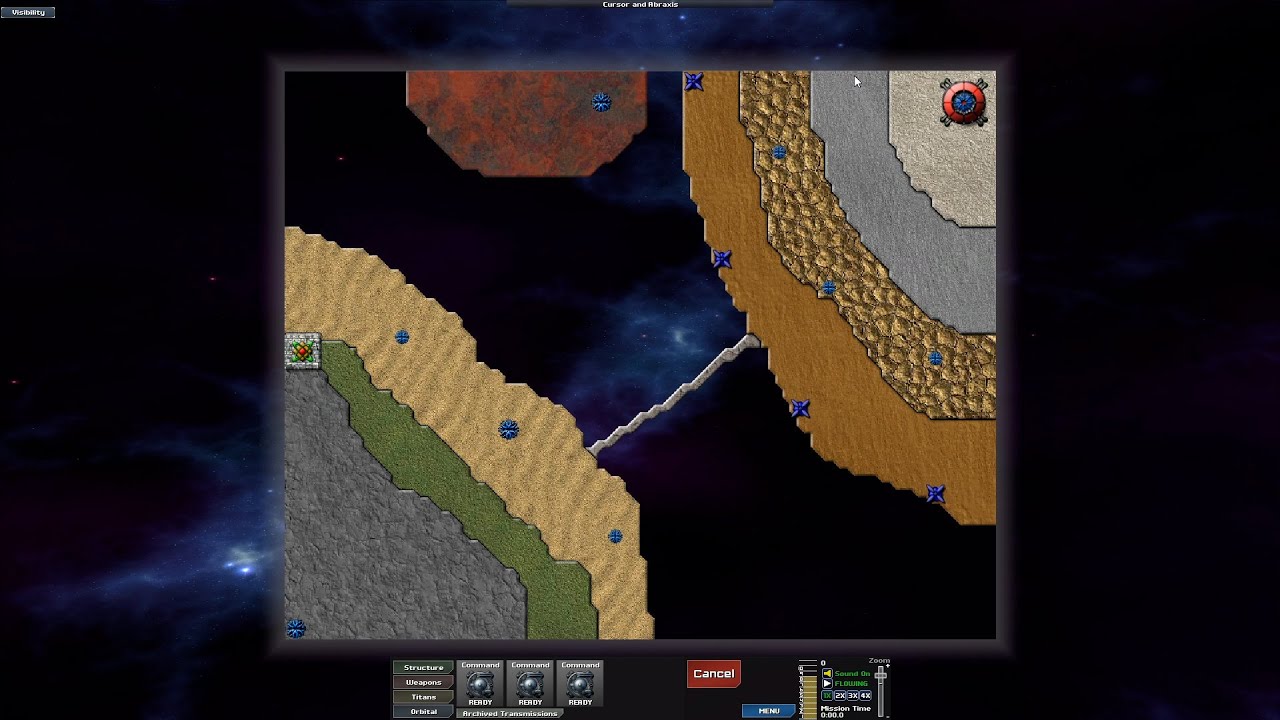 Visibility
Cursor and Abraxis
Structure
Weapons
Titans
Orbital
Command
READY
Command
READY
Command
READY
Archived Transmissions
Cancel
MENU
0
Sound On
FLOWING
1X 2X 3X 4X
Mission Time
0:00.0
Zoom
+
-